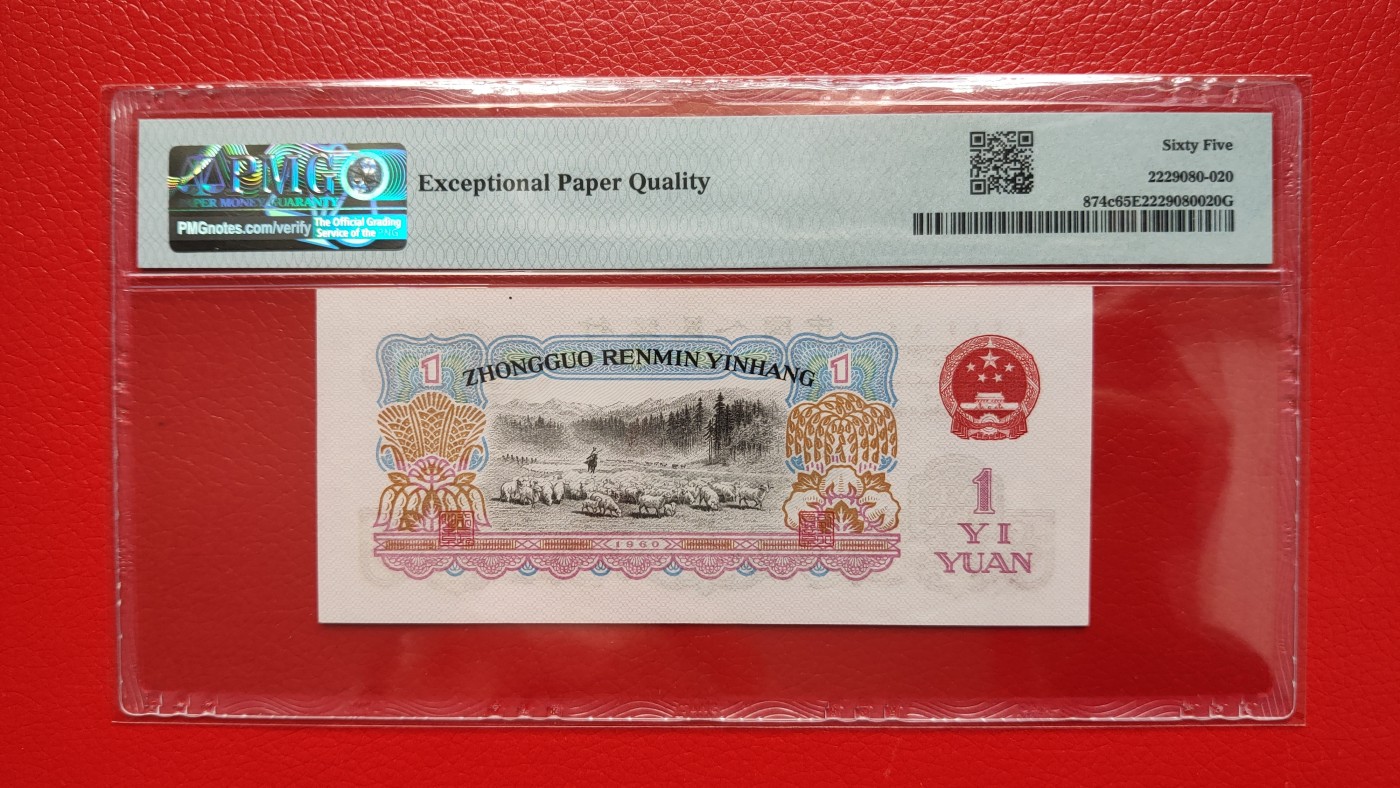 PMG
PAPER MONEY GUARANTY
PMGnotes.com/verify
The Official Grading
Service of the PNG
Exceptional Paper Quality
Sixty Five
2229080-020
874c65E2229080020G
1
ZHONGGUO RENMIN YINHANG
1
1960
1
YI
YUAN